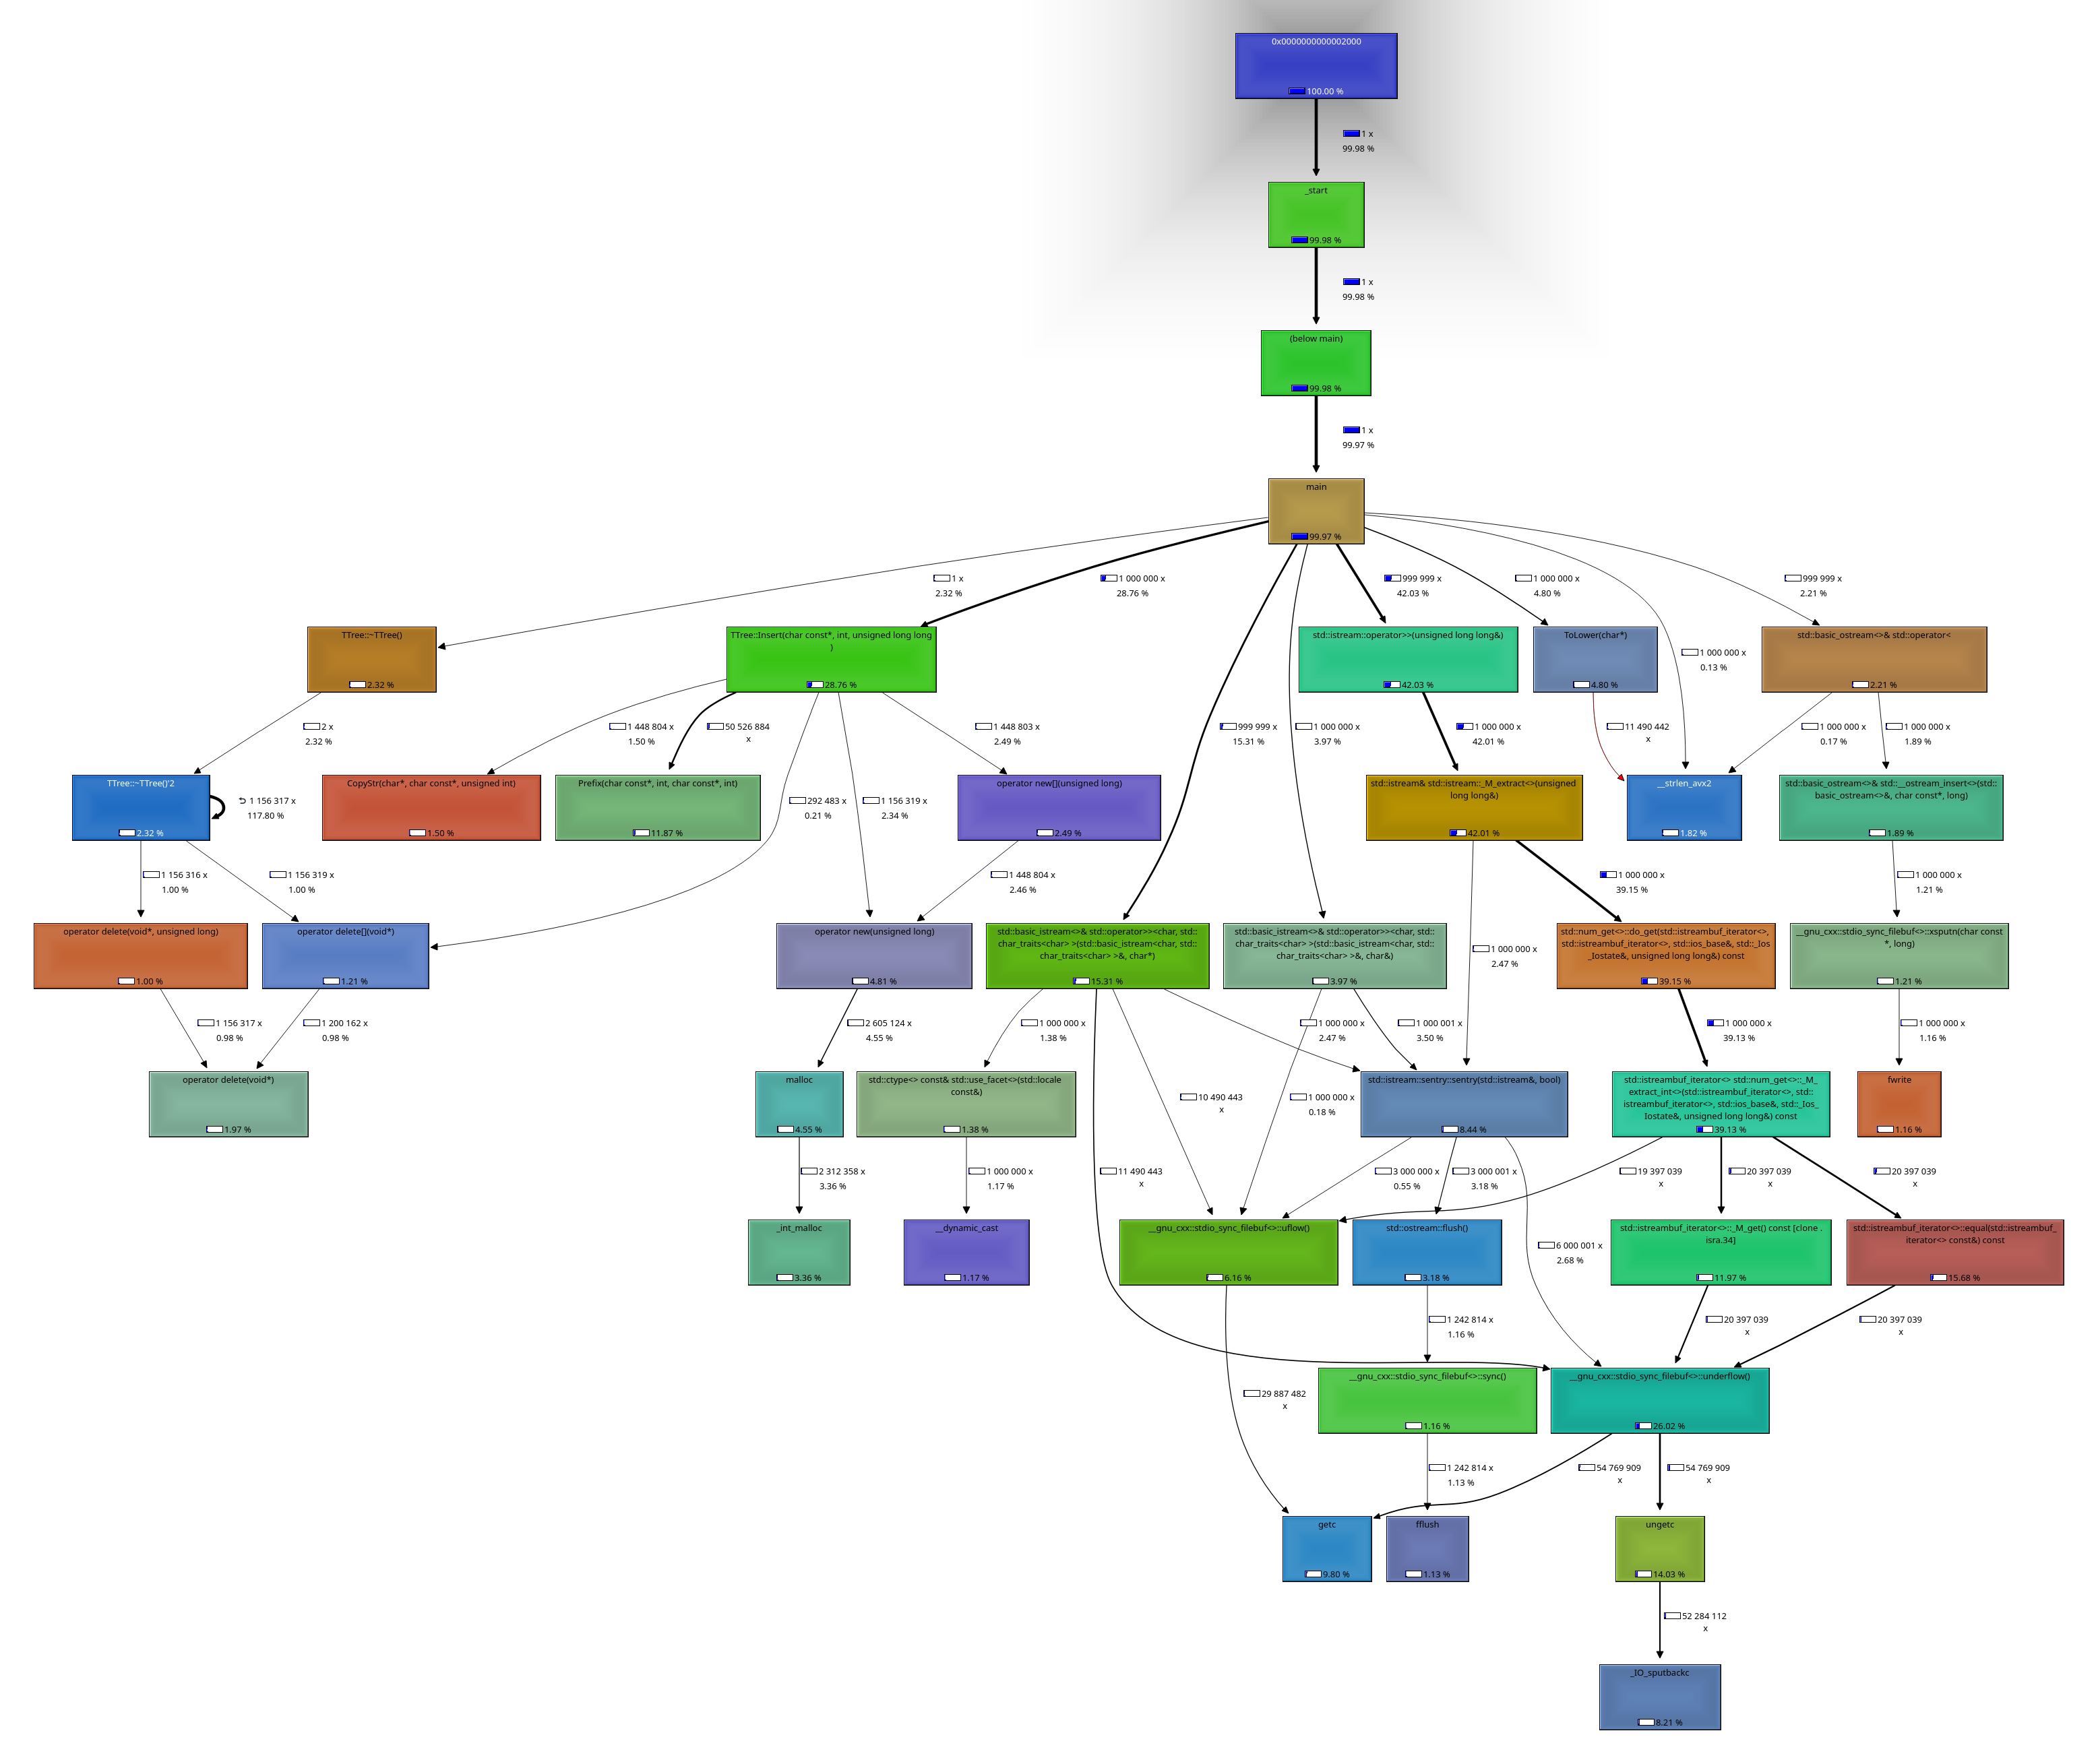 0x0000000000002000
100.00 %
1 x
99.98 %
_start
99.98 %
1 x
99.98 %
(below main)
99.98 %
1 x
99.97 %
main
99.97 %
1 x
2.32 %
1 000 000 x
28.76 %
999 999 x
42.03 %
1 000 000 x
4.80 %
999 999 x
2.21 %
TTree::~TTree()
2.32 %
TTree::Insert(char const*, int, unsigned long long
)
28.76 %
std::istream::operator>>(unsigned long long&)
42.03 %
ToLower(char*)
4.80 %
1 000 000 x
0.13 %
std::basic_ostream<>& std::operator<
2.21 %
2 x
2.32 %
1 448 804 x
1.50 %
50 526 884
x
1 448 803 x
2.49 %
999 999 x
15.31 %
1 000 000 x
3.97 %
1 000 000 x
42.01 %
11 490 442
x
1 000 000 x
0.17 %
1 000 000 x
1.89 %
TTree::~TTree()'2
2.32 %
1 156 317 x
117.80 %
CopyStr(char*, char const*, unsigned int)
1.50 %
Prefix(char const*, int, char const*, int)
11.87 %
292 483 x
0.21 %
1 156 319 x
2.34 %
operator new[](unsigned long)
2.49 %
std::istream& std::istream::_M_extract<>(unsigned
long long&)
42.01 %
__strlen_avx2
1.82 %
std::basic_ostream<>& std::__ostream_insert<>(std::
basic_ostream<>&, char const*, long)
1.89 %
1 156 316 x
1.00 %
1 156 319 x
1.00 %
1 448 804 x
2.46 %
1 000 000 x
39.15 %
1 000 000 x
1.21 %
operator delete(void*, unsigned long)
1.00 %
operator delete[](void*)
1.21 %
operator new(unsigned long)
4.81 %
std::basic_istream<>& std::operator>><char, std::
char_traits<char> >(std::basic_istream<char, std::
char_traits<char> >&, char*)
15.31 %
std::basic_istream<>& std::operator>><char, std::
char_traits<char> >(std::basic_istream<char, std::
char_traits<char> >&, char&)
3.97 %
1 000 000 x
2.47 %
std::num_get<>::do_get(std::istreambuf_iterator<>,
std::istreambuf_iterator<>, std::ios_base&, std::_Ios
_Iostate&, unsigned long long&) const
39.15 %
__gnu_cxx::stdio_sync_filebuf<>::xsputn(char const
*, long)
1.21 %
1 156 317 x
0.98 %
1 200 162 x
0.98 %
2 605 124 x
4.55 %
1 000 000 x
1.38 %
1 000 000 x
2.47 %
1 000 001 x
3.50 %
1 000 000 x
39.13 %
1 000 000 x
1.16 %
operator delete(void*)
1.97 %
malloc
4.55 %
std::ctype<> const& std::use_facet<>(std::locale
const&)
1.38 %
10 490 443
x
1 000 000 x
0.18 %
std::istream::sentry::sentry(std::istream&, bool)
8.44 %
std::istreambuf_iterator<> std::num_get<>::_M_
extract_int<>(std::istreambuf_iterator<>, std::
istreambuf_iterator<>, std::ios_base&, std::_Ios_
Iostate&, unsigned long long&) const
39.13 %
fwrite
1.16 %
2 312 358 x
3.36 %
1 000 000 x
1.17 %
11 490 443
x
3 000 000 x
0.55 %
3 000 001 x
3.18 %
19 397 039
x
20 397 039
x
20 397 039
x
_int_malloc
3.36 %
__dynamic_cast
1.17 %
__gnu_cxx::stdio_sync_filebuf<>::uflow()
6.16 %
std::ostream::flush()
3.18 %
6 000 001 x
2.68 %
std::istreambuf_iterator<>::_M_get() const [clone .
isra.34]
11.97 %
std::istreambuf_iterator<>::equal(std::istreambuf_
iterator<> const&) const
15.68 %
1 242 814 x
1.16 %
20 397 039
x
20 397 039
x
29 887 482
x
__gnu_cxx::stdio_sync_filebuf<>::sync()
1.16 %
__gnu_cxx::stdio_sync_filebuf<>::underflow()
26.02 %
1 242 814 x
1.13 %
54 769 909
x
54 769 909
x
getc
9.80 %
fflush
1.13 %
ungetc
14.03 %
52 284 112
x
_IO_sputbackc
8.21 %